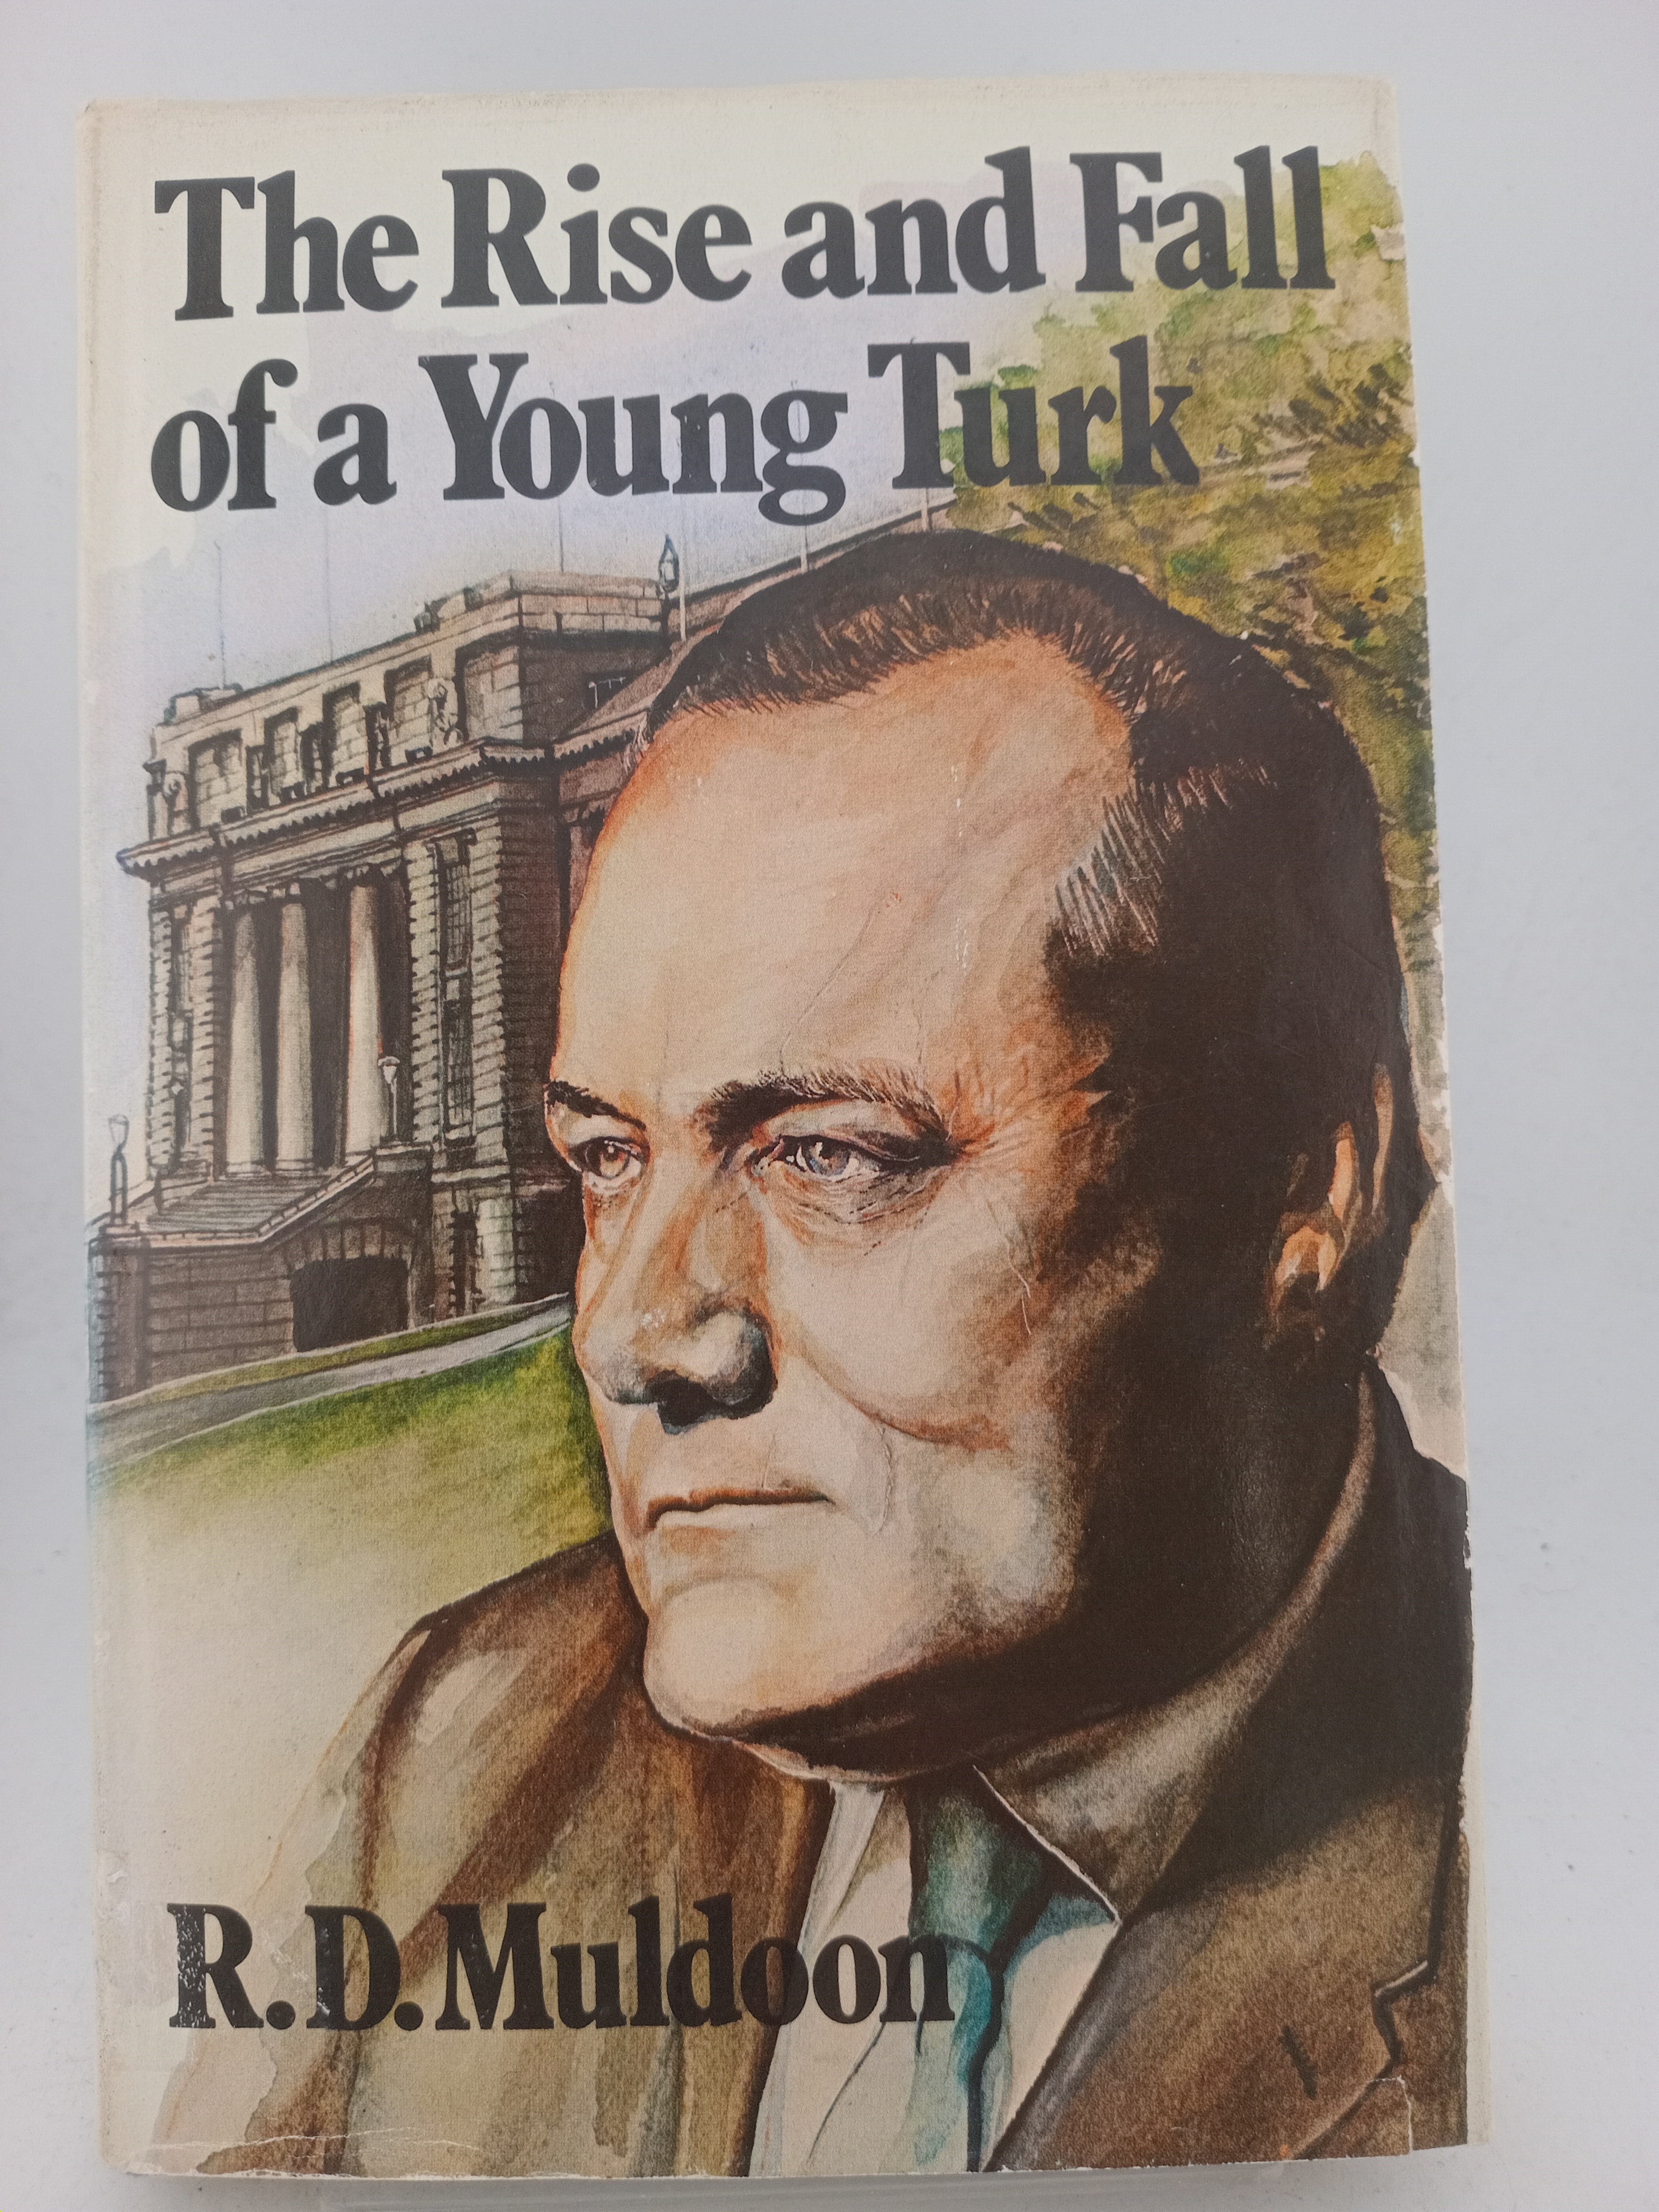 The Rise and Fall
of a Young Turk
R.D.Muldoon